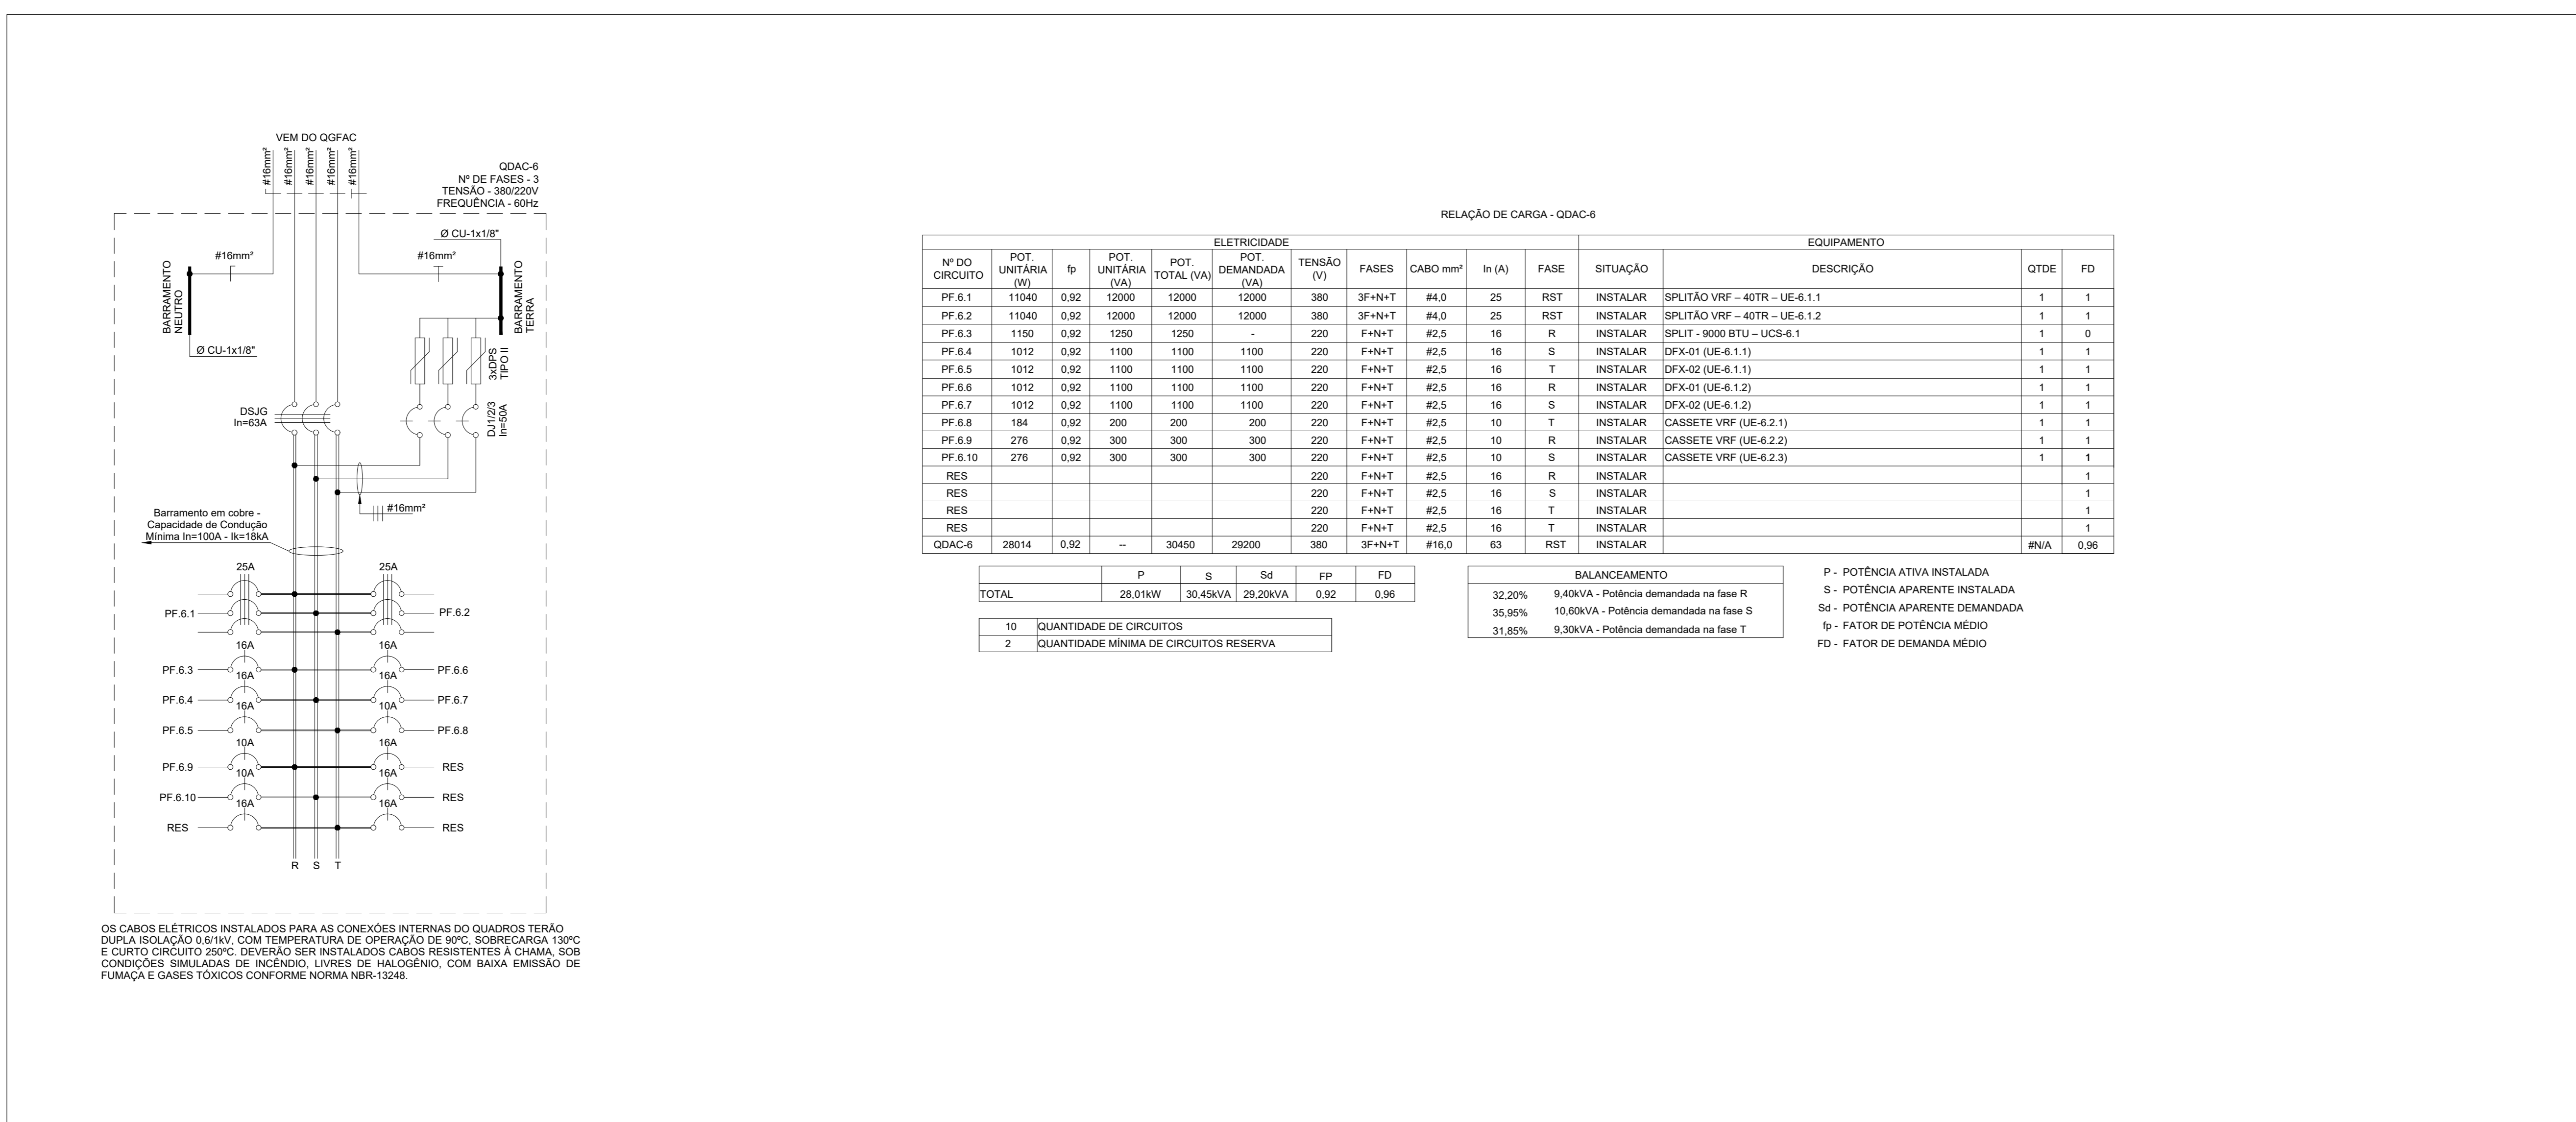 VEM DO QGFAC
#16mm²
#16mm²
#16mm²
#16mm²
#16mm²
QDAC-6
Nº DE FASES - 3
TENSÃO - 380/220V
FREQUÊNCIA - 60Hz
Ø CU-1x1/8"
#16mm²
#16mm²
BARRAMENTO
NEUTRO
BARRAMENTO
TERRA
Ø CU-1x1/8"
3xDPS
TIPO II
DSJG
In=63A
DJ1/2/3
In=50A
#16mm²
Barramento em cobre -
Capacidade de Condução
Mínima In=100A - Ik=18kA
25A
25A
PF.6.1
PF.6.2
16A
16A
PF.6.3
PF.6.6
16A
16A
PF.6.4
PF.6.7
16A
10A
PF.6.5
PF.6.8
10A
16A
PF.6.9
RES
10A
16A
PF.6.10
RES
16A
16A
RES
RES
R S T
OS CABOS ELÉTRICOS INSTALADOS PARA AS CONEXÓES INTERNAS DO QUADROS TERÃO
DUPLA ISOLAÇÃO 0,6/1kV, COM TEMPERATURA DE OPERAÇÃO DE 90ºC, SOBRECARGA 130ºC
E CURTO CIRCUITO 250ºC. DEVERÃO SER INSTALADOS CABOS RESISTENTES À CHAMA, SOB
CONDIÇÕES SIMULADAS DE INCÊNDIO, LIVRES DE HALOGÊNIO, COM BAIXA EMISSÃO DE
FUMAÇA E GASES TÓXICOS CONFORME NORMA NBR-13248.
RELAÇÃO DE CARGA - QDAC-6
ELETRICIDADE EQUIPAMENTO
Nº DO CIRCUITO POT. UNITÁRIA (W) fp POT. UNITÁRIA (VA) POT. TOTAL (VA) POT. DEMANDADA (VA) TENSÃO (V) FASES CABO mm² In (A) FASE SITUAÇÃO DESCRIÇÃO QTDE FD
PF.6.1 11040 0,92 12000 12000 12000 380 3F+N+T #4,0 25 RST INSTALAR SPLITÃO VRF – 40TR – UE-6.1.1 1 1
PF.6.2 11040 0,92 12000 12000 12000 380 3F+N+T #4,0 25 RST INSTALAR SPLITÃO VRF – 40TR – UE-6.1.2 1 1
PF.6.3 1150 0,92 1250 1250 - 220 F+N+T #2,5 16 R INSTALAR SPLIT - 9000 BTU – UCS-6.1 1 0
PF.6.4 1012 0,92 1100 1100 1100 220 F+N+T #2,5 16 S INSTALAR DFX-01 (UE-6.1.1) 1 1
PF.6.5 1012 0,92 1100 1100 1100 220 F+N+T #2,5 16 T INSTALAR DFX-02 (UE-6.1.1) 1 1
PF.6.6 1012 0,92 1100 1100 1100 220 F+N+T #2,5 16 R INSTALAR DFX-01 (UE-6.1.2) 1 1
PF.6.7 1012 0,92 1100 1100 1100 220 F+N+T #2,5 16 S INSTALAR DFX-02 (UE-6.1.2) 1 1
PF.6.8 184 0,92 200 200 200 220 F+N+T #2,5 10 T INSTALAR CASSETE VRF (UE-6.2.1) 1 1
PF.6.9 276 0,92 300 300 300 220 F+N+T #2,5 10 R INSTALAR CASSETE VRF (UE-6.2.2) 1 1
PF.6.10 276 0,92 300 300 300 220 F+N+T #2,5 10 S INSTALAR CASSETE VRF (UE-6.2.3) 1 1
RES 220 F+N+T #2,5 16 R INSTALAR 1
RES 220 F+N+T #2,5 16 S INSTALAR 1
RES 220 F+N+T #2,5 16 T INSTALAR 1
RES 220 F+N+T #2,5 16 T INSTALAR 1
QDAC-6 28014 0,92 -- 30450 29200 380 3F+N+T #16,0 63 RST INSTALAR #N/A 0,96
P S Sd FP FD
TOTAL 28,01kW 30,45kVA 29,20kVA 0,92 0,96
10 QUANTIDADE DE CIRCUITOS
2 QUANTIDADE MÍNIMA DE CIRCUITOS RESERVA
BALANCEAMENTO
32,20% 9,40kVA - Potência demandada na fase R
35,95% 10,60kVA - Potência demandada na fase S
31,85% 9,30kVA - Potência demandada na fase T
P - POTÊNCIA ATIVA INSTALADA
S - POTÊNCIA APARENTE INSTALADA
Sd - POTÊNCIA APARENTE DEMANDADA
fp - FATOR DE POTÊNCIA MÉDIO
FD - FATOR DE DEMANDA MÉDIO